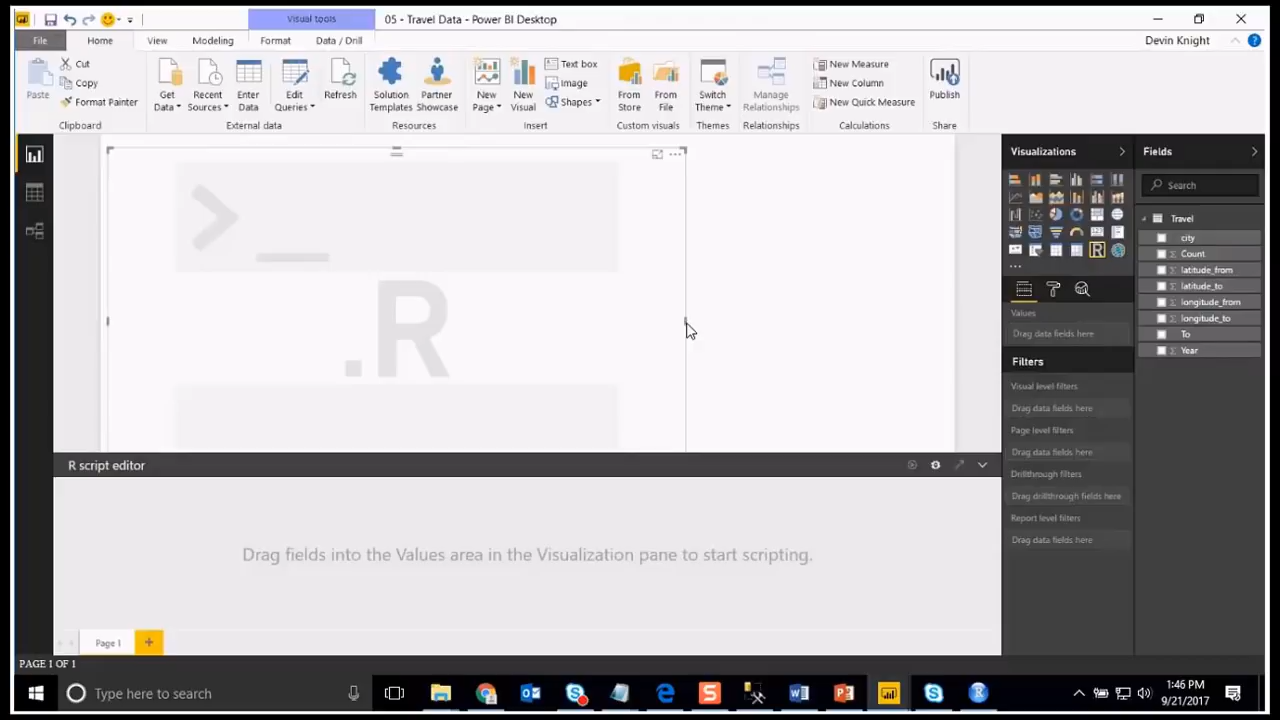 Visual tools
05 - Travel Data - Power BI Desktop
File
Home
View
Modeling
Format
Data / Drill
Devin Knight
Paste
Cut
Copy
Format Painter
Clipboard
Get Data
Recent Sources
Enter Data
Edit Queries
Refresh
External data
Solution Templates
Partner Showcase
Resources
New Page
New Visual
Text box
Image
Shapes
Insert
From Store
From File
Custom visuals
Switch Theme
Themes
Manage Relationships
Relationships
New Measure
New Column
New Quick Measure
Calculations
Publish
Share
>_
.R
R script editor
Drag fields into the Values area in the Visualization pane to start scripting.
Page 1
+
PAGE 1 OF 1
Visualizations
R
Values
Drag data fields here
Filters
Visual level filters
Drag data fields here
Page level filters
Drag data fields here
Drillthrough filters
Drag drillthrough fields here
Report level filters
Drag data fields here
Fields
Search
Travel
city
Σ Count
Σ latitude_from
Σ latitude_to
Σ longitude_from
Σ longitude_to
To
Σ Year
Type here to search
1:46 PM
9/21/2017